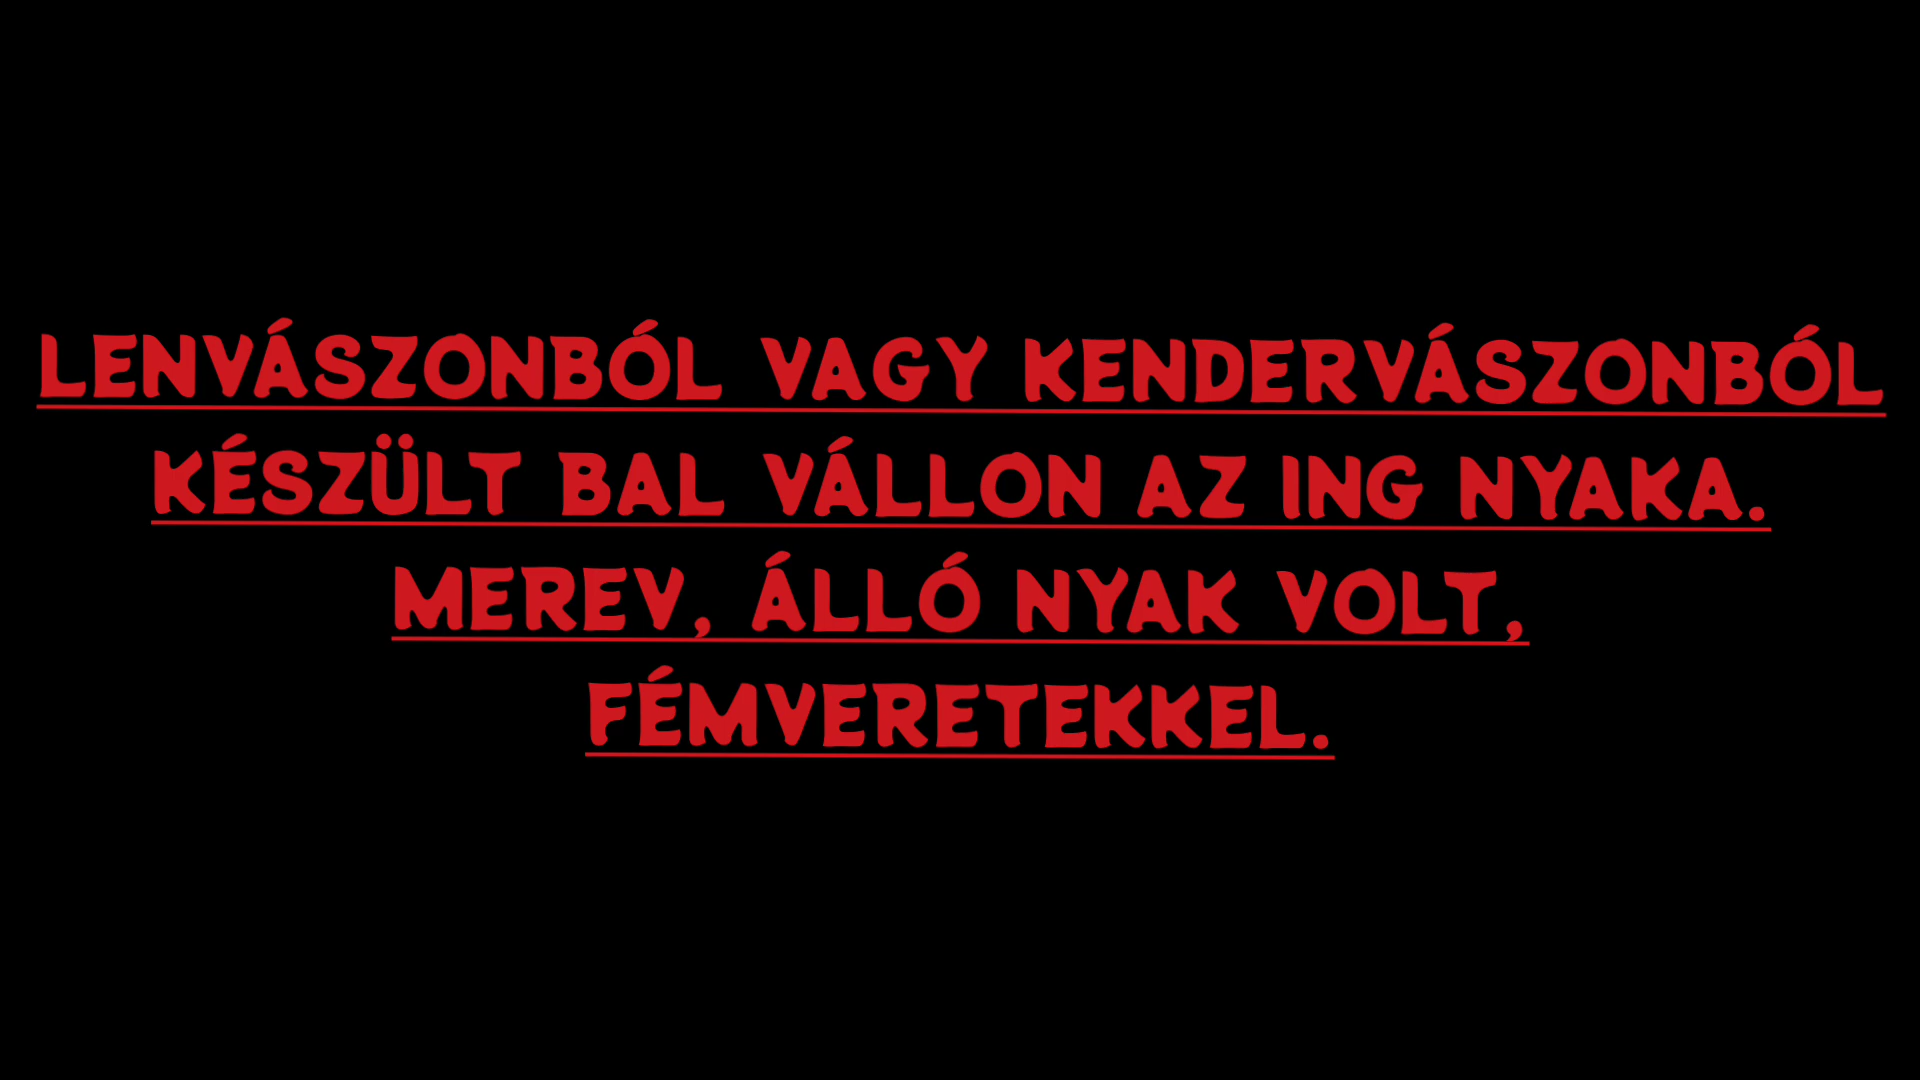 LENVÁSZONBÓL VAGY KENDERVÁSZONBÓL
KÉSZÜLT BAL VÁLLON AZ ING NYAKA.
MEREV, ÁLLÓ NYAK VOLT,
FÉMVERETEKKEL.